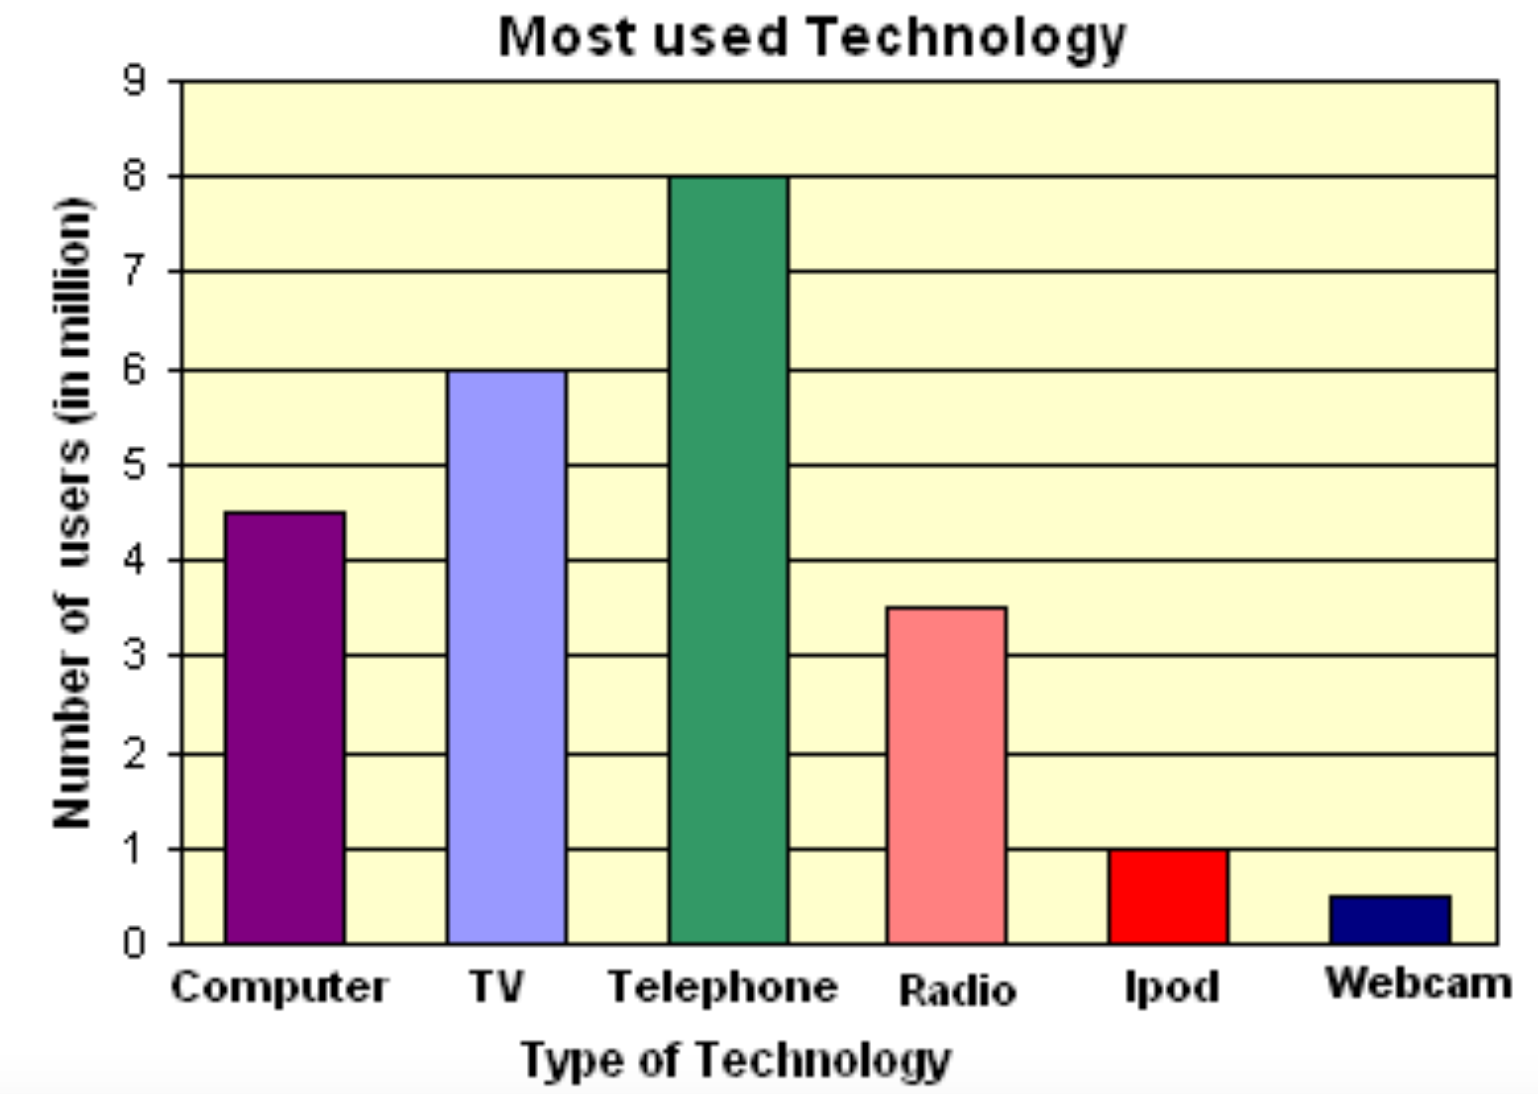 Most used Technology
Number of users (in million)
9
8
7
6
5
4
3
2
1
0
Computer TV Telephone Radio Ipod Webcam
Type of Technology